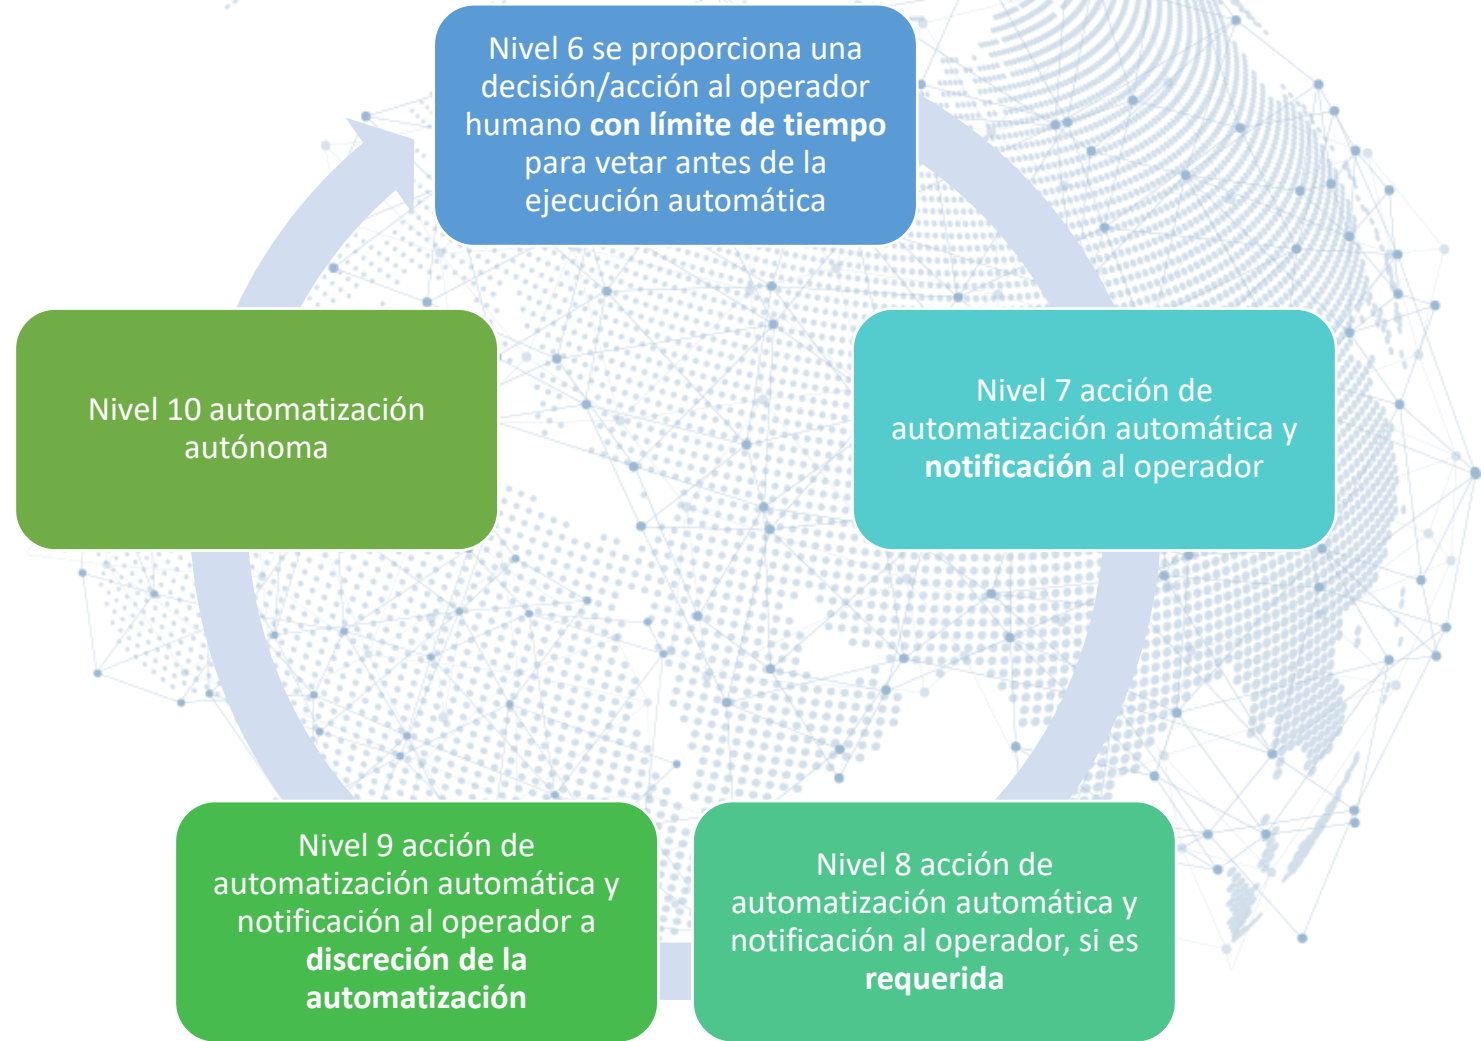 Nivel 6 se proporciona una
decisión/acción al operador
humano con límite de tiempo
para vetar antes de la
ejecución automática
Nivel 7 acción de
automatización automática y
notificación al operador
Nivel 8 acción de
automatización automática y
notificación al operador, si es
requerida
Nivel 9 acción de
automatización automática y
notificación al operador a
discreción de la
automatización
Nivel 10 automatización
autónoma